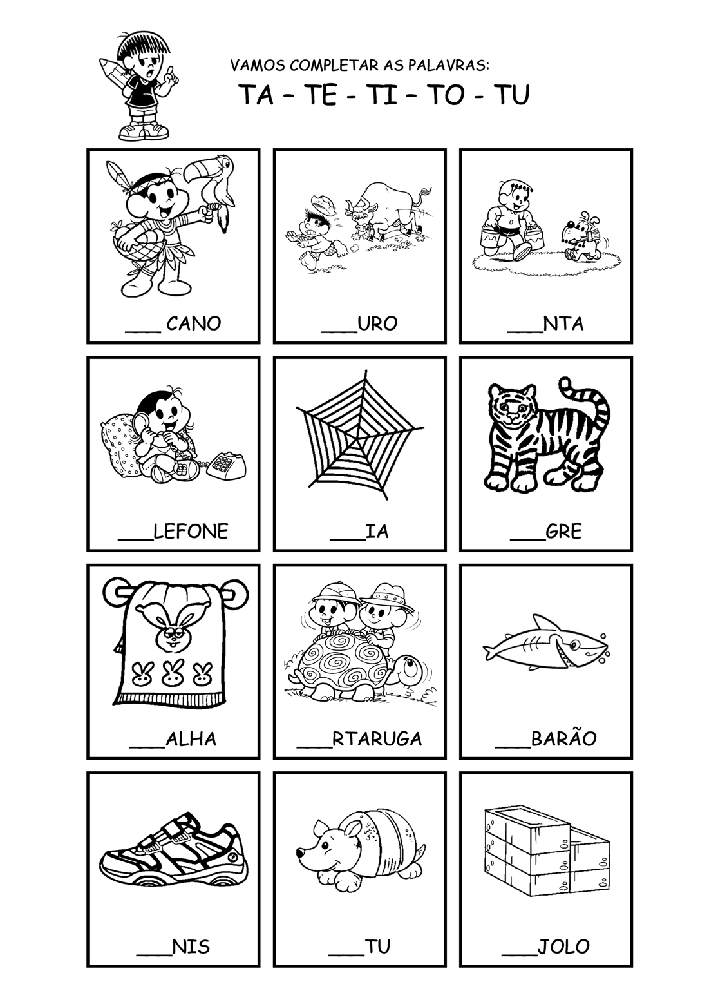 VAMOS COMPLETAR AS PALAVRAS:
TA – TE - TI – TO - TU
___ CANO
___URO
___NTA
___LEFONE
___IA
___GRE
___ALHA
___RTARUGA
___BARÃO
___NIS
___TU
___JOLO